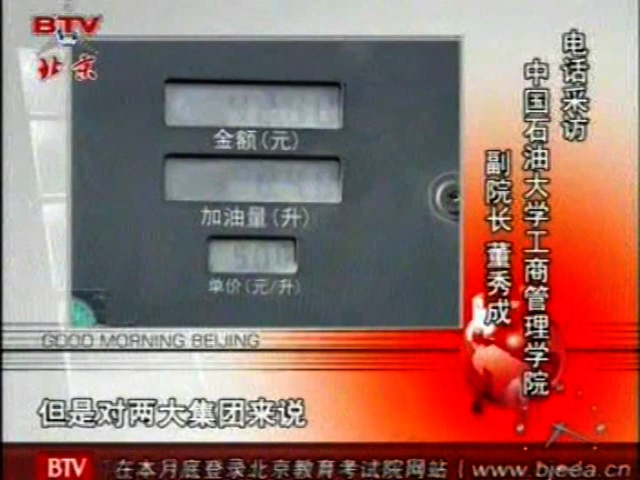 BTV
北京
金额(元)
加油量(升)
单价(元/升)
电话采访
中国石油大学工商管理学院
副院长 董秀成
GOOD MORNING BEIJING
但是对两大集团来说
BTV 在本月底登录北京教育考试院网站(www.bjeea.cn